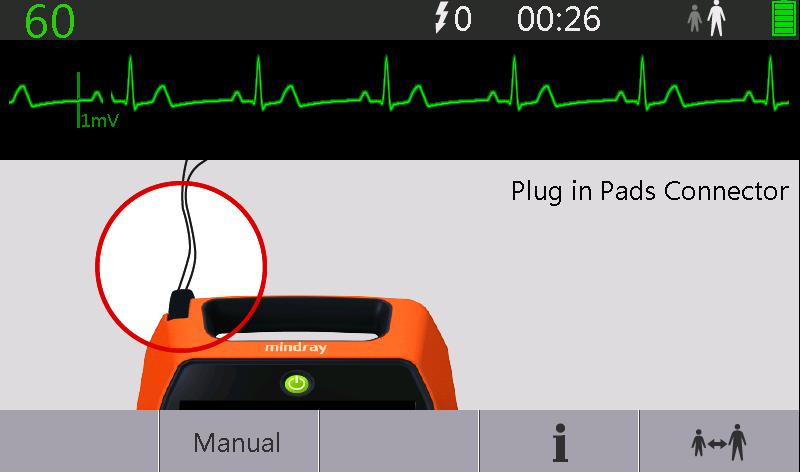 60
0
00:26
1mV
Plug in Pads Connector
mindray
Manual
i